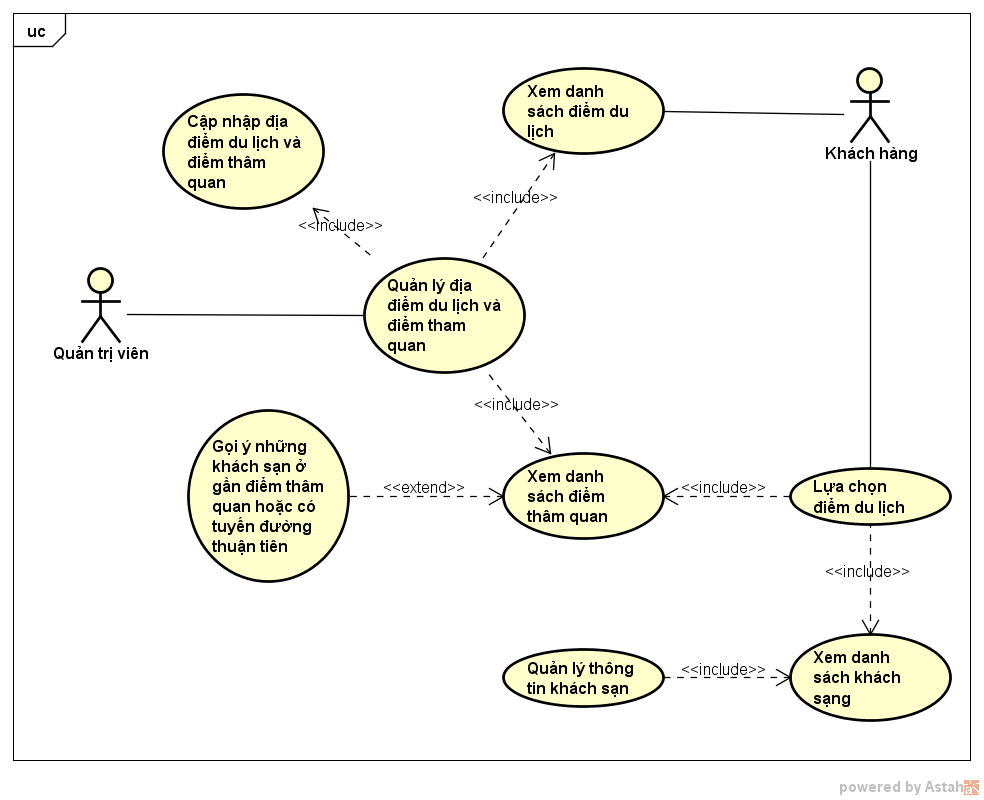 uc
Xem danh
sách điểm du
lịch
Khách hàng
Cập nhập địa
điểm du lịch và
điểm thâm
quan
<<include>>
<<include>>
Quản lý địa
điểm du lịch và
điểm tham
quan
Quản trị viên
<<include>>
Gọi ý những
khách sạn ở
gần điểm thâm
quan hoặc có
tuyến đường
thuận tiên
<<extend>>
Xem danh
sách điểm
thâm quan
<<include>>
Lựa chọn
điểm du lịch
<<include>>
Quản lý thông
tin khách sạn
<<include>>
Xem danh
sách khách
sạng
powered by Astah